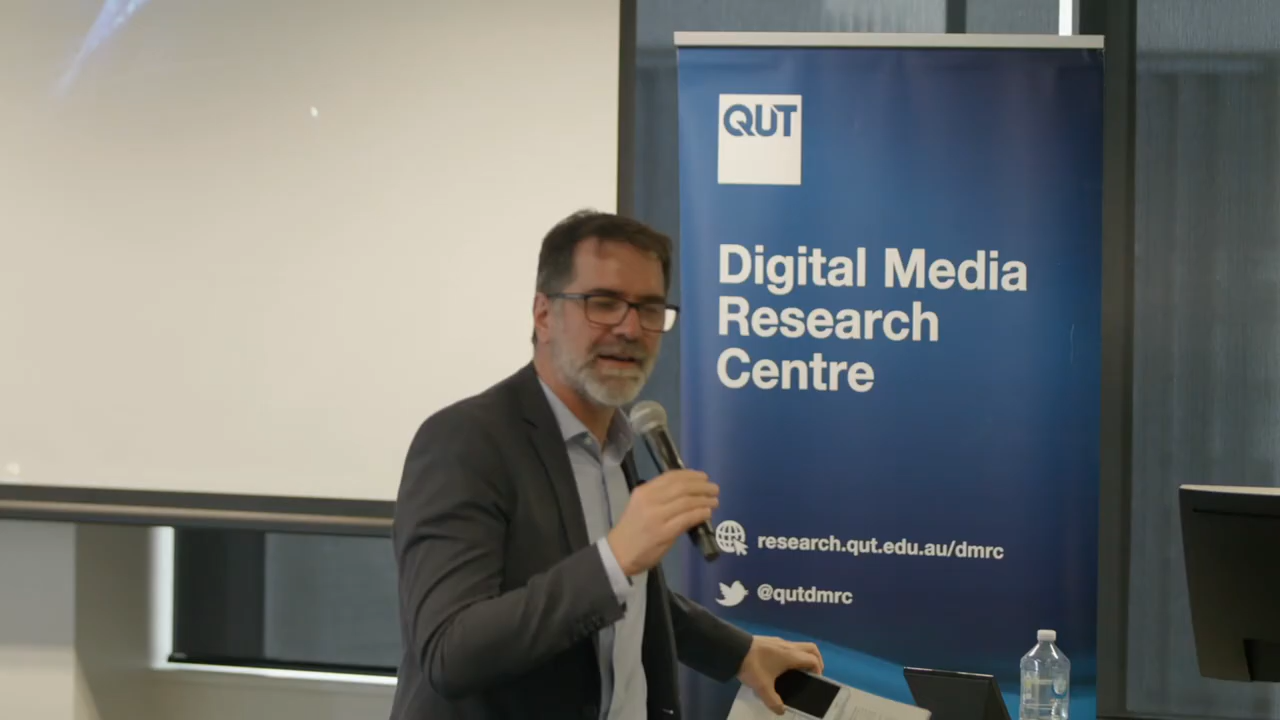 QUT
Digital Media
Research
Centre
research.qut.edu.au/dmrc
@qutdmrc